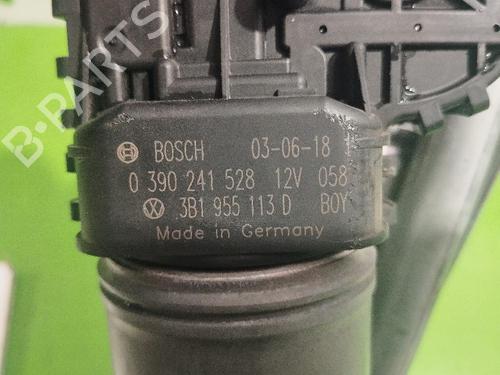 B-PARTS
BOSCH 03-06-18
0 390 241 528 12V 058
3B1 955 113 D BOY
Made in Germany